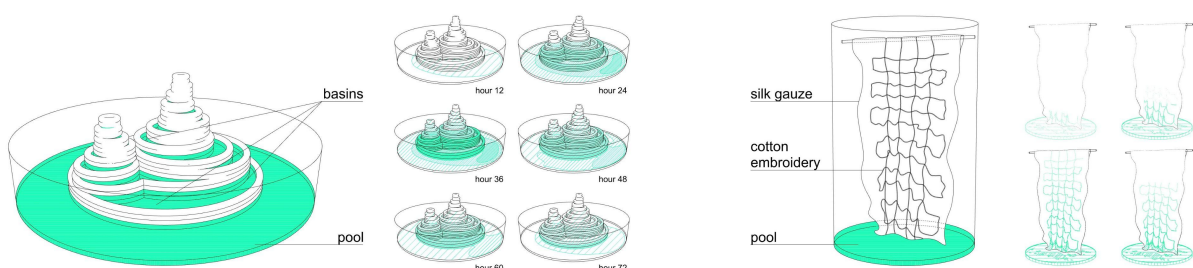 basins
pool
hour 12
hour 24
hour 36
hour 48
hour 60
hour 72
silk gauze
cotton
embroidery
pool